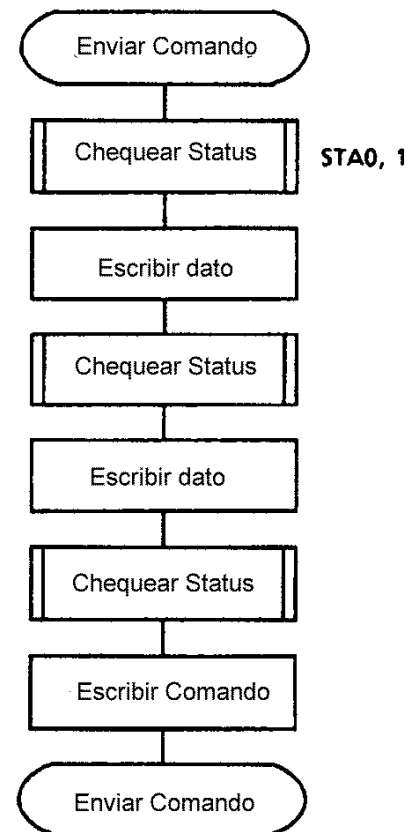 Enviar Comando
Chequear Status
STA0, 1
Escribir dato
Chequear Status
Escribir dato
Chequear Status
Escribir Comando
Enviar Comando